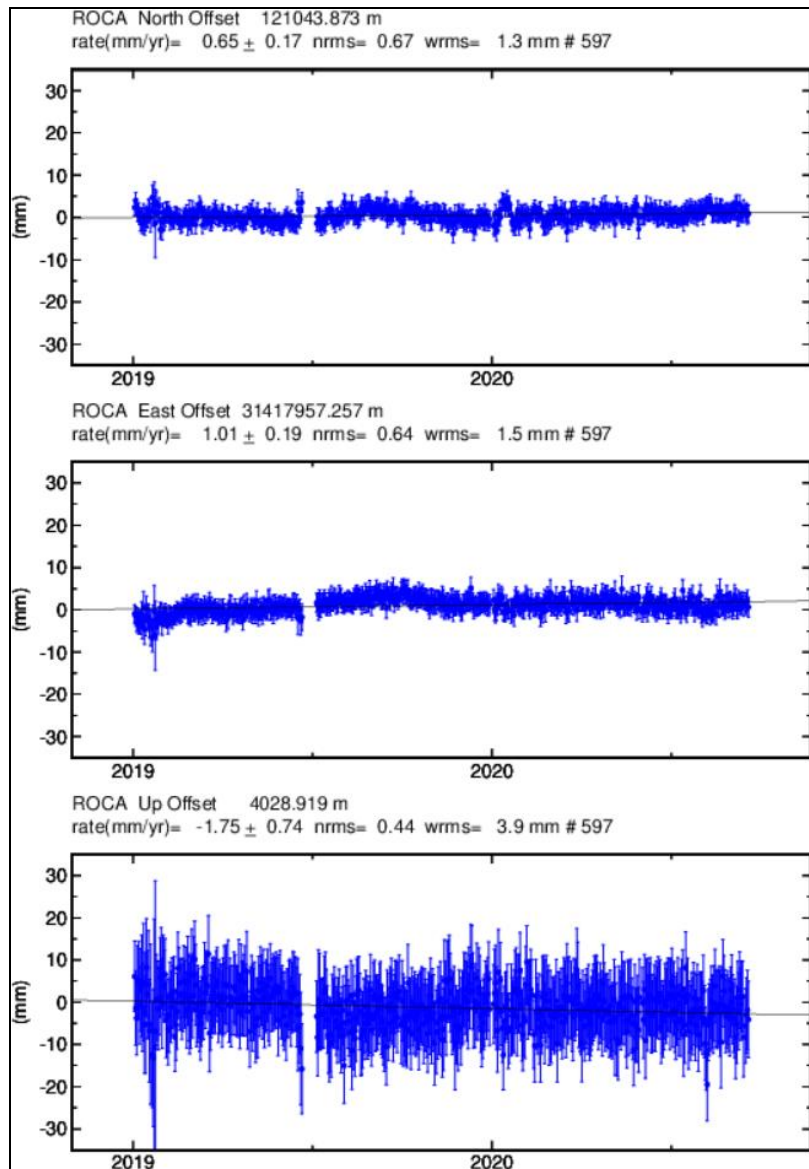 ROCA North Offset 121043.873 m
rate(mm/yr)= 0.65 ± 0.17 nrms= 0.67 wrms= 1.3 mm # 597
30
20
10
0
-10
-20
-30
(mm)
2019 2020
ROCA East Offset 31417957.257 m
rate(mm/yr)= 1.01 ± 0.19 nrms= 0.64 wrms= 1.5 mm # 597
30
20
10
0
-10
-20
-30
(mm)
2019 2020
ROCA Up Offset 4028.919 m
rate(mm/yr)= -1.75 ± 0.74 nrms= 0.44 wrms= 3.9 mm # 597
30
20
10
0
-10
-20
-30
(mm)
2019 2020